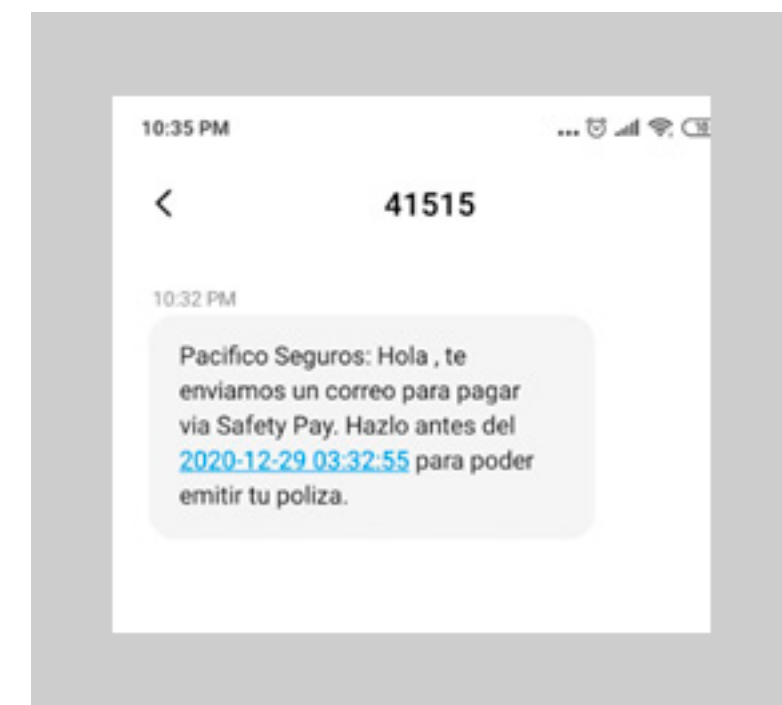 10:35 PM
41515
10:32 PM
Pacifico Seguros: Hola , te
enviamos un correo para pagar
via Safety Pay. Hazlo antes del
2020-12-29 03:32:55 para poder
emitir tu poliza.